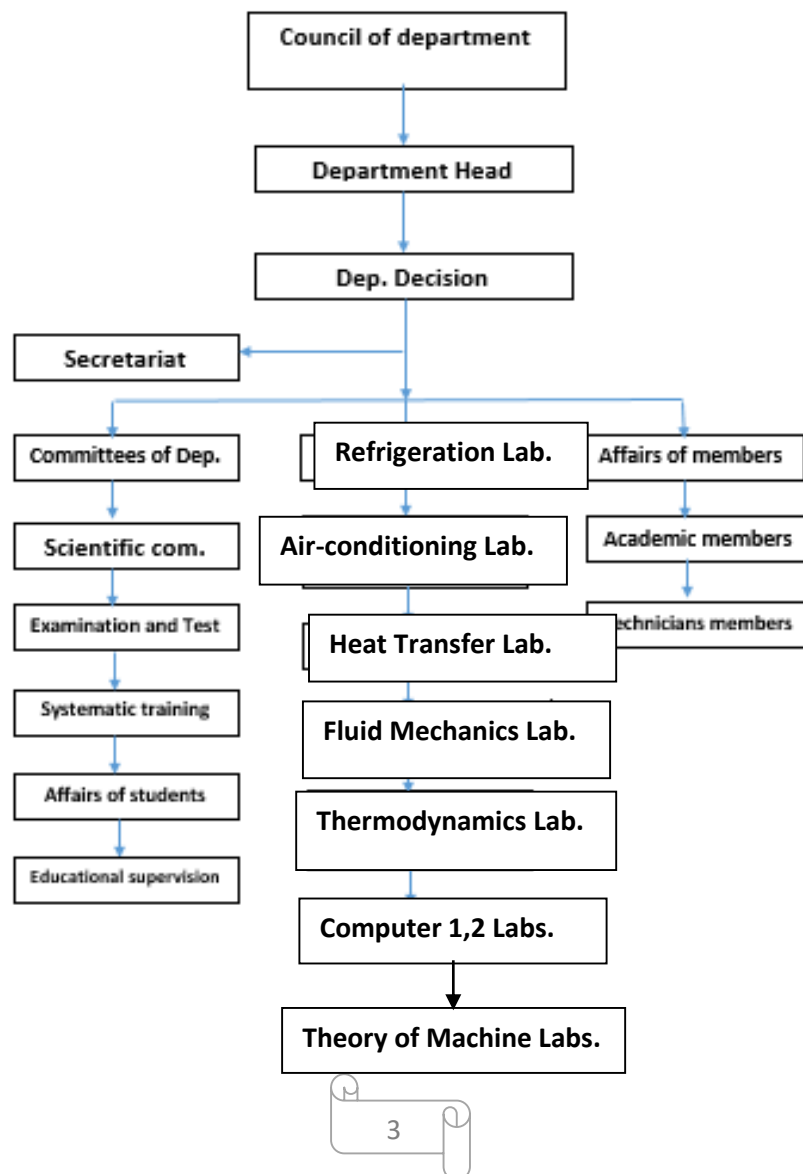 Council of department
Department Head
Dep. Decision
Secretariat
Committees of Dep.
Refrigeration Lab.
Affairs of members
Scientific com.
Air-conditioning Lab.
Academic members
Examination and Test
Heat Transfer Lab.
echnicians members
Systematic training
Fluid Mechanics Lab.
Affairs of students
Thermodynamics Lab.
Educational supervision
Computer 1,2 Labs.
Theory of Machine Labs.
3